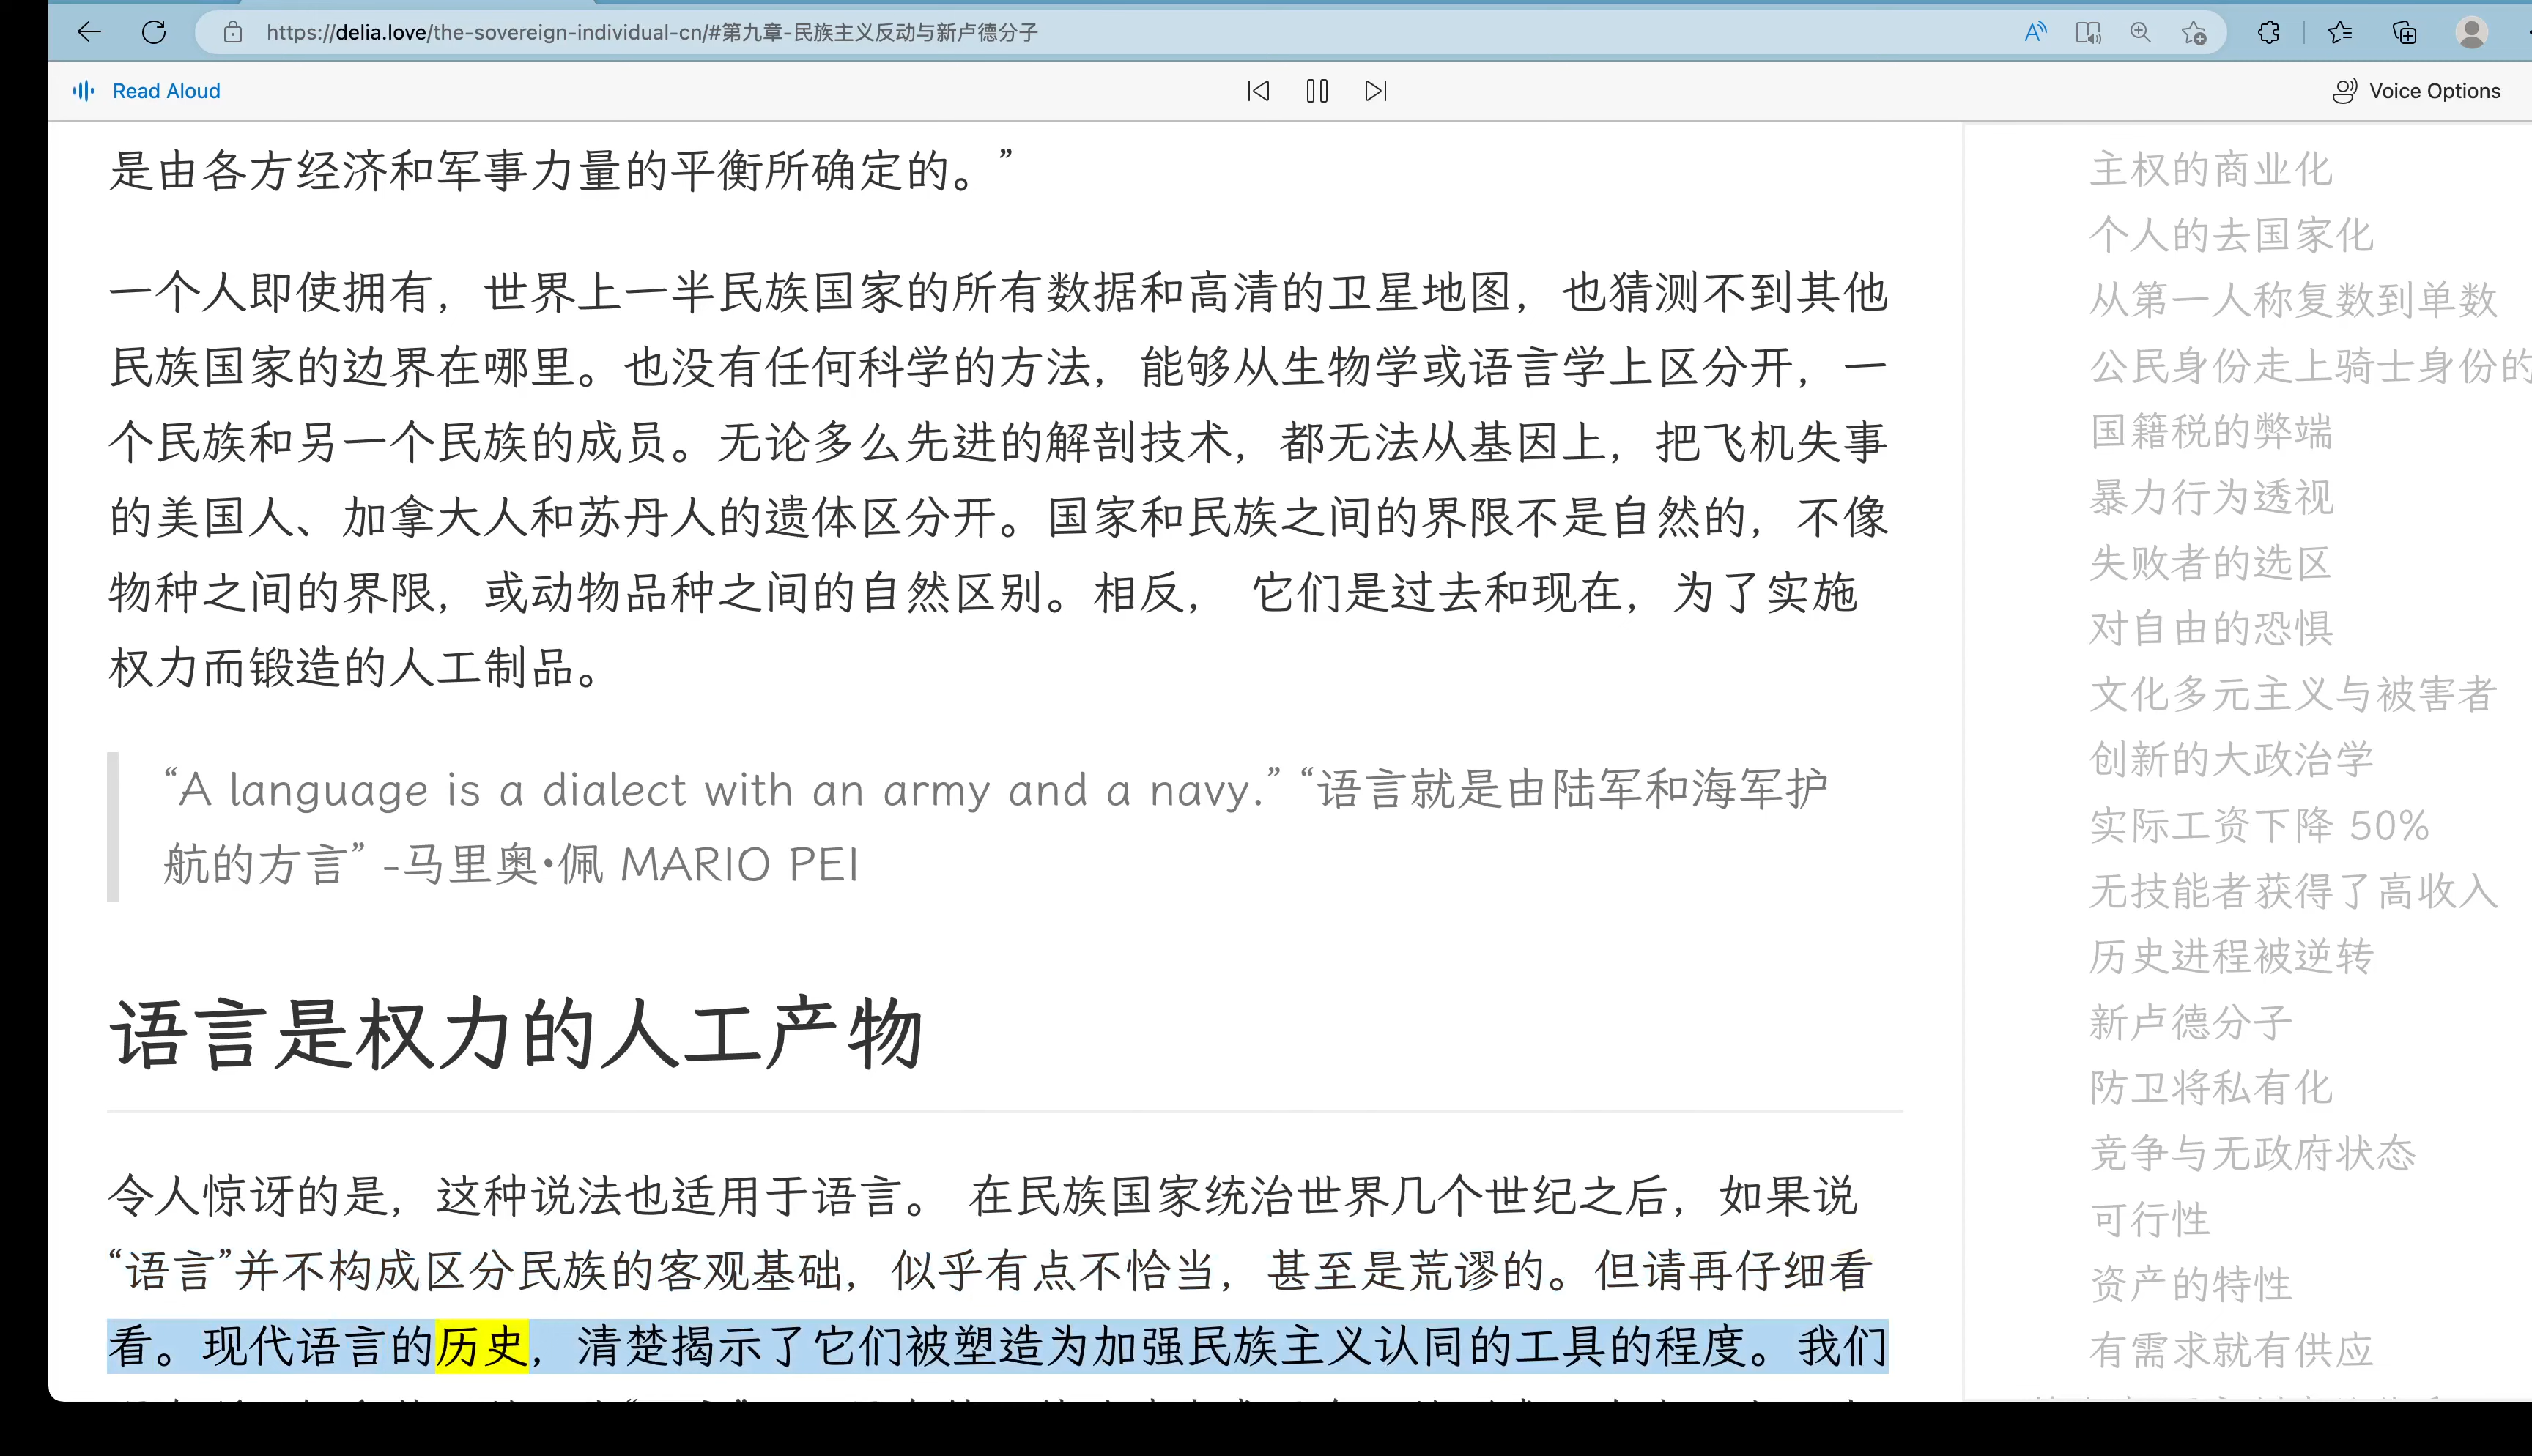 https://delia.love/the-sovereign-individual-cn/#第九章-民族主义反动与新卢德分子
Read Aloud
Voice Options
是由各方经济和军事力量的平衡所确定的。”
一个人即使拥有，世界上一半民族国家的所有数据和高清的卫星地图，也猜测不到其他
民族国家的边界在哪里。也没有任何科学的方法，能够从生物学或语言学上区分开，一
个民族和另一个民族的成员。无论多么先进的解剖技术，都无法从基因上，把飞机失事
的美国人、加拿大人和苏丹人的遗体区分开。国家和民族之间的界限不是自然的，不像
物种之间的界限，或动物品种之间的自然区别。相反， 它们是过去和现在，为了实施
权力而锻造的人工制品。
“A language is a dialect with an army and a navy.” “语言就是由陆军和海军护
航的方言” -马里奥•佩 MARIO PEI
语言是权力的人工产物
令人惊讶的是，这种说法也适用于语言。 在民族国家统治世界几个世纪之后，如果说
“语言”并不构成区分民族的客观基础，似乎有点不恰当，甚至是荒谬的。但请再仔细看
看。现代语言的历史，清楚揭示了它们被塑造为加强民族主义认同的工具的程度。我们
主权的商业化
个人的去国家化
从第一人称复数到单数
公民身份走上骑士身份的
国籍税的弊端
暴力行为透视
失败者的选区
对自由的恐惧
文化多元主义与被害者
创新的大政治学
实际工资下降 50%
无技能者获得了高收入
历史进程被逆转
新卢德分子
防卫将私有化
竞争与无政府状态
可行性
资产的特性
有需求就有供应